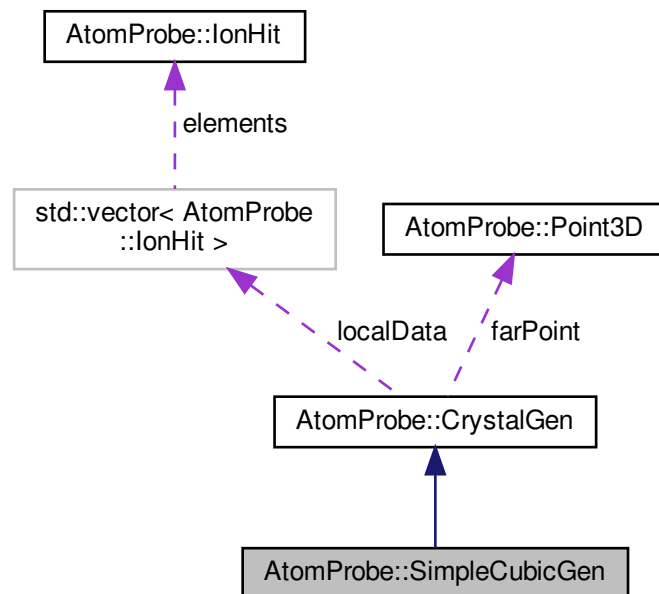 AtomProbe::IonHit
elements
std::vector< AtomProbe
::IonHit >
AtomProbe::Point3D
localData
farPoint
AtomProbe::CrystalGen
AtomProbe::SimpleCubicGen